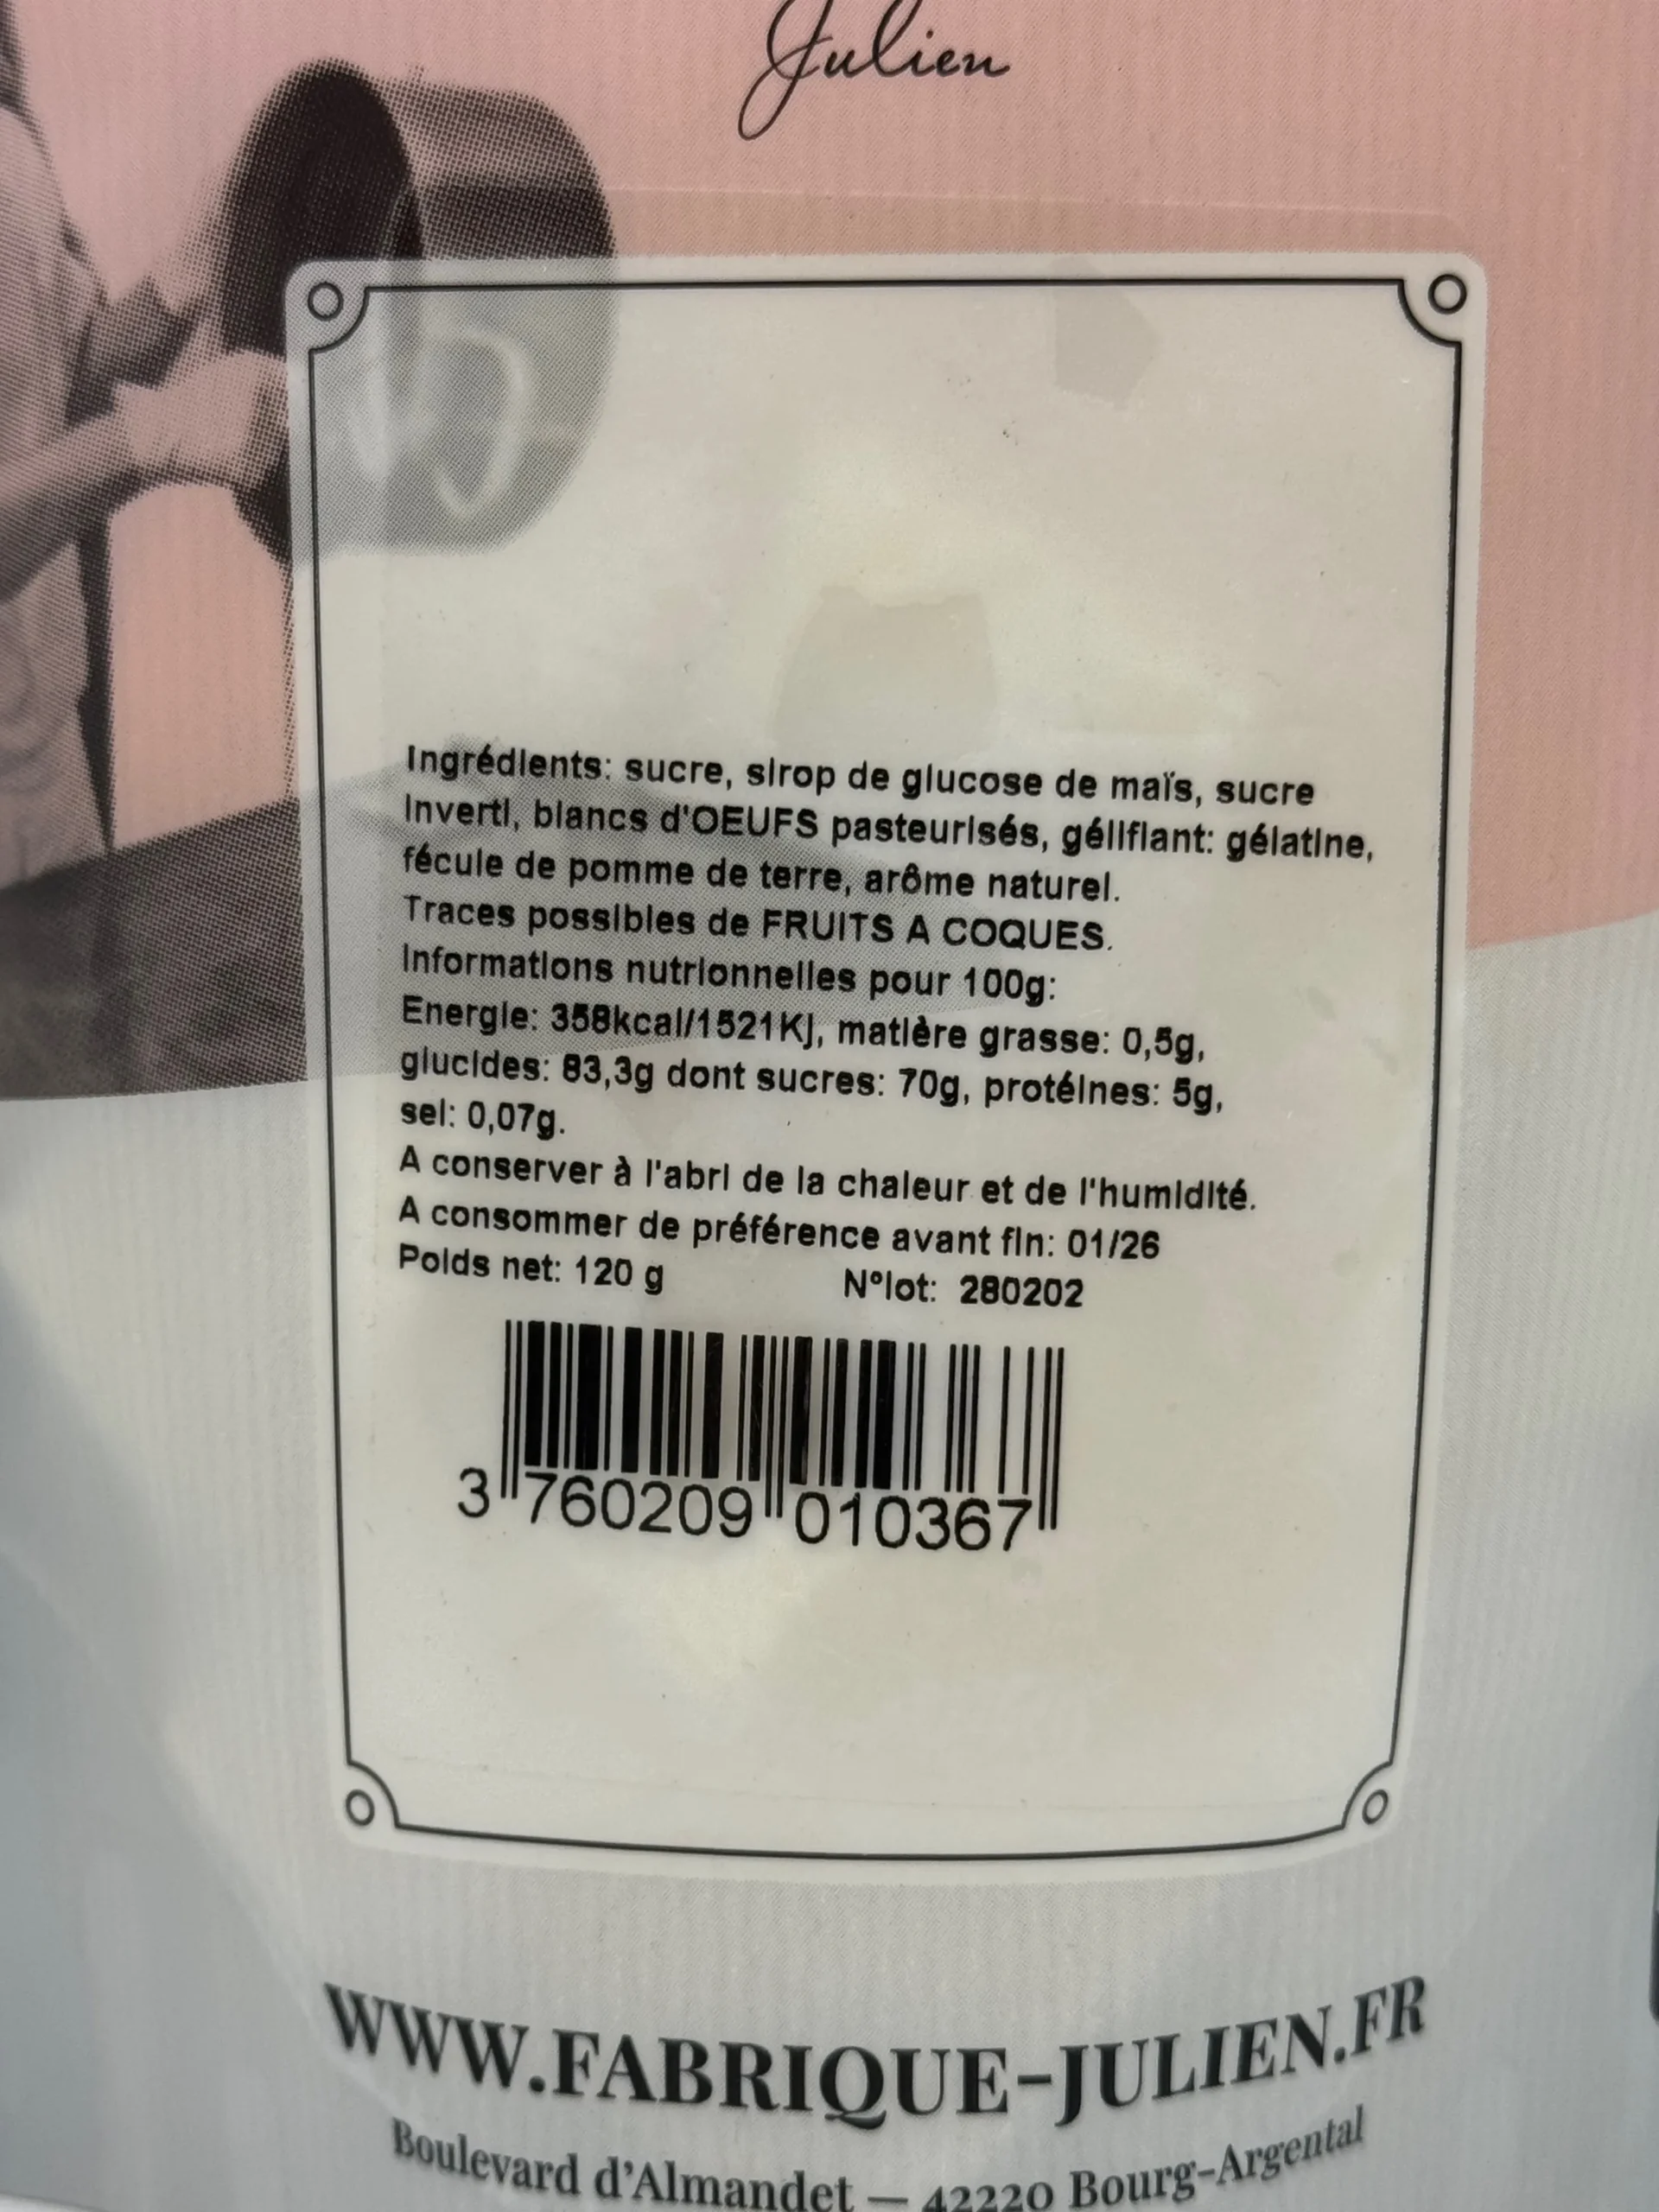 Julien
Ingrédients: sucre, sirop de glucose de maïs, sucre
inverti, blancs d'OEUFS pasteurisés, gélifiant: gélatine,
fécule de pomme de terre, arôme naturel.
Traces possibles de FRUITS A COQUES.
Informations nutrionnelles pour 100g:
Energie: 358kcal/1521KJ, matière grasse: 0,5g,
glucides: 83,3g dont sucres: 70g, protéines: 5g,
sel: 0,07g.
A conserver à l'abri de la chaleur et de l'humidité.
A consommer de préférence avant fin: 01/26
Poids net: 120 g N°lot: 280202
3 760209 010367
WWW.FABRIQUE-JULIEN.FR
Boulevard d'Almandet — 42220 Bourg-Argental